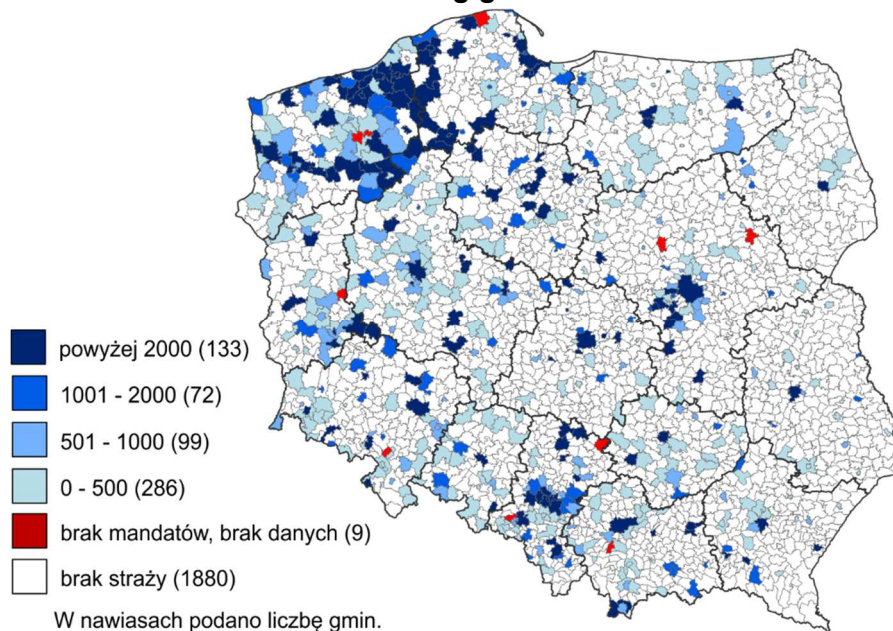 powyżej 2000 (133)
1001 - 2000 (72)
501 - 1000 (99)
0 - 500 (286)
brak mandatów, brak danych (9)
brak straży (1880)
W nawiasach podano liczbę gmin.